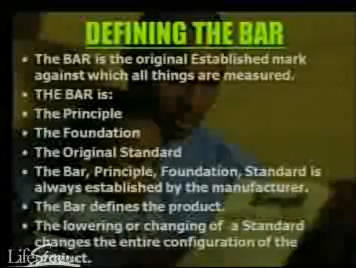 DEFINING THE BAR
• The BAR is the original Established mark
against which all things are measured.
• THE BAR is:
• The Principle
• The Foundation
• The Original Standard
• The Bar, Principle, Foundation, Standard is
always established by the manufacturer.
• The Bar defines the product.
• The lowering or changing of a Standard
changes the entire configuration of the
product.